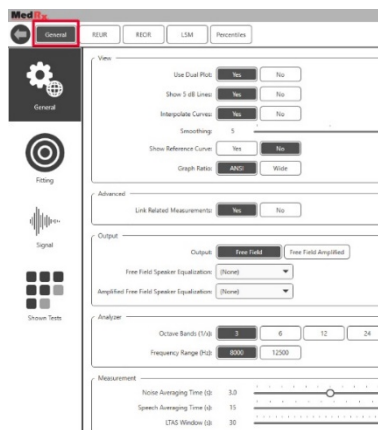 MedRx
General REUR REOR LSM Percentiles
General
Fitting
Signal
Shown Tests
View
Use Dual Plot: Yes No
Show 5 dB Lines: Yes No
Interpolate Curves: Yes No
Smoothing: 5
Show Reference Curve: Yes No
Graph Ratio: ANSI Wide
Advanced
Link Related Measurements: Yes No
Output
Output: Free Field Free Field Amplified
Free Field Speaker Equalization: (None)
Amplified Free Field Speaker Equalization: (None)
Analyzer
Octave Bands (1/x): 3 6 12 24
Frequency Range (Hz): 8000 12500
Measurement
Noise Averaging Time (s): 3.0
Speech Averaging Time (s): 15
LTAS Window (s): 30